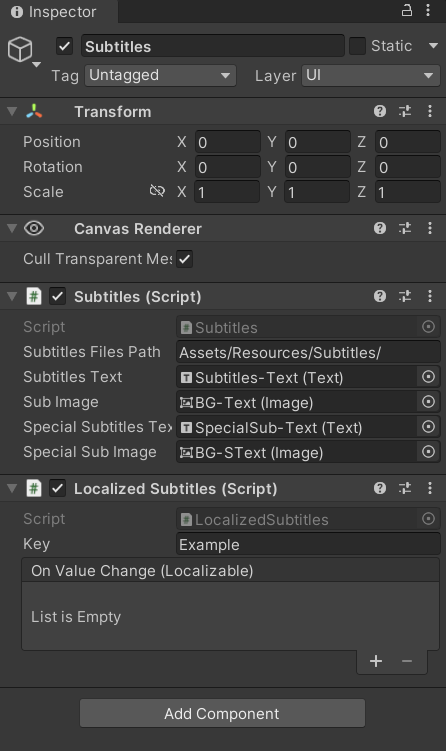 Inspector
Subtitles Static
Tag Untagged Layer UI
Transform
Position X 0 Y 0 Z 0
Rotation X 0 Y 0 Z 0
Scale X 1 Y 1 Z 1
Canvas Renderer
Cull Transparent Mes
Subtitles (Script)
Script Subtitles
Subtitles Files Path Assets/Resources/Subtitles/
Subtitles Text Subtitles-Text (Text)
Sub Image BG-Text (Image)
Special Subtitles Tex SpecialSub-Text (Text)
Special Sub Image BG-SText (Image)
Localized Subtitles (Script)
Script LocalizedSubtitles
Key Example
On Value Change (Localizable)
List is Empty
+ −
Add Component